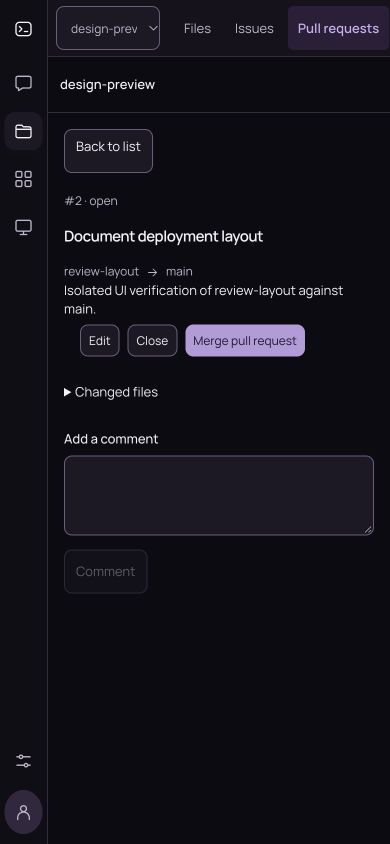 design-prev
Files
Issues
Pull requests
design-preview
Back to list
#2 · open
Document deployment layout
review-layout → main
Isolated UI verification of review-layout against
main.
Edit
Close
Merge pull request
Changed files
Add a comment
Comment